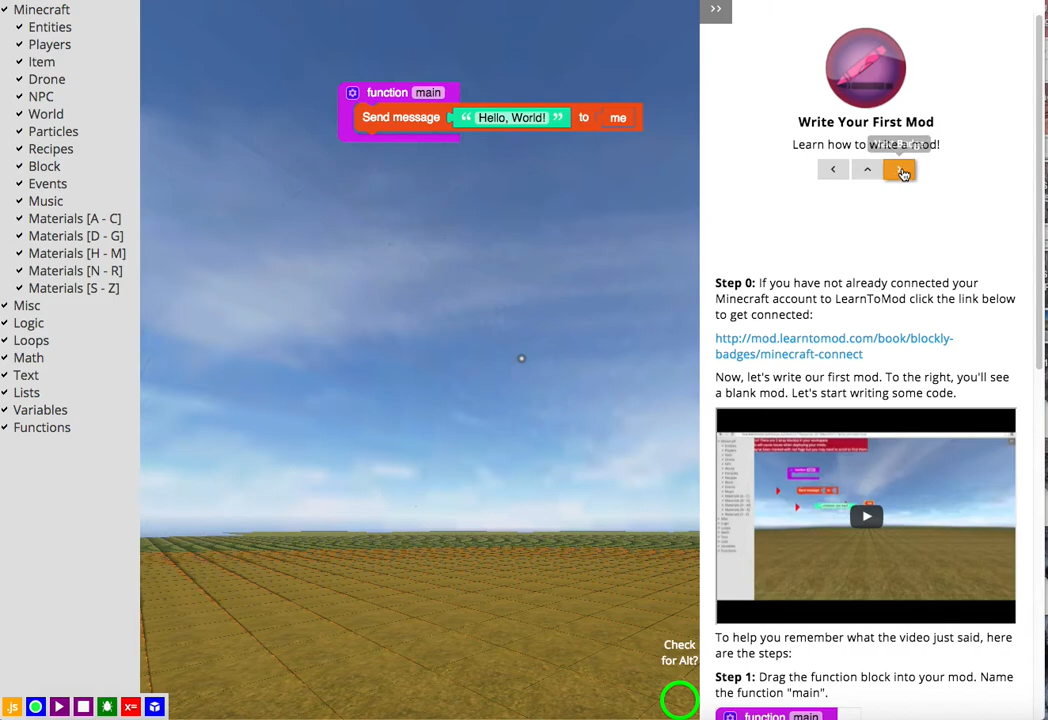 Minecraft
Entities
Players
Item
Drone
NPC
World
Particles
Recipes
Block
Events
Music
Materials [A - C]
Materials [D - G]
Materials [H - M]
Materials [N - R]
Materials [S - Z]
Misc
Logic
Loops
Math
Text
Lists
Variables
Functions
.js
x=
function main
Send message “ Hello, World! ” to me
Check
for Alt?
>>
Write Your First Mod
Learn how to write a mod!
Step 0: If you have not already connected your
Minecraft account to LearnToMod click the link below
to get connected:
http://mod.learntomod.com/book/blockly-
badges/minecraft-connect
Now, let's write our first mod. To the right, you'll see
a blank mod. Let's start writing some code.
To help you remember what the video just said, here
are the steps:
Step 1: Drag the function block into your mod. Name
the function "main".
function main